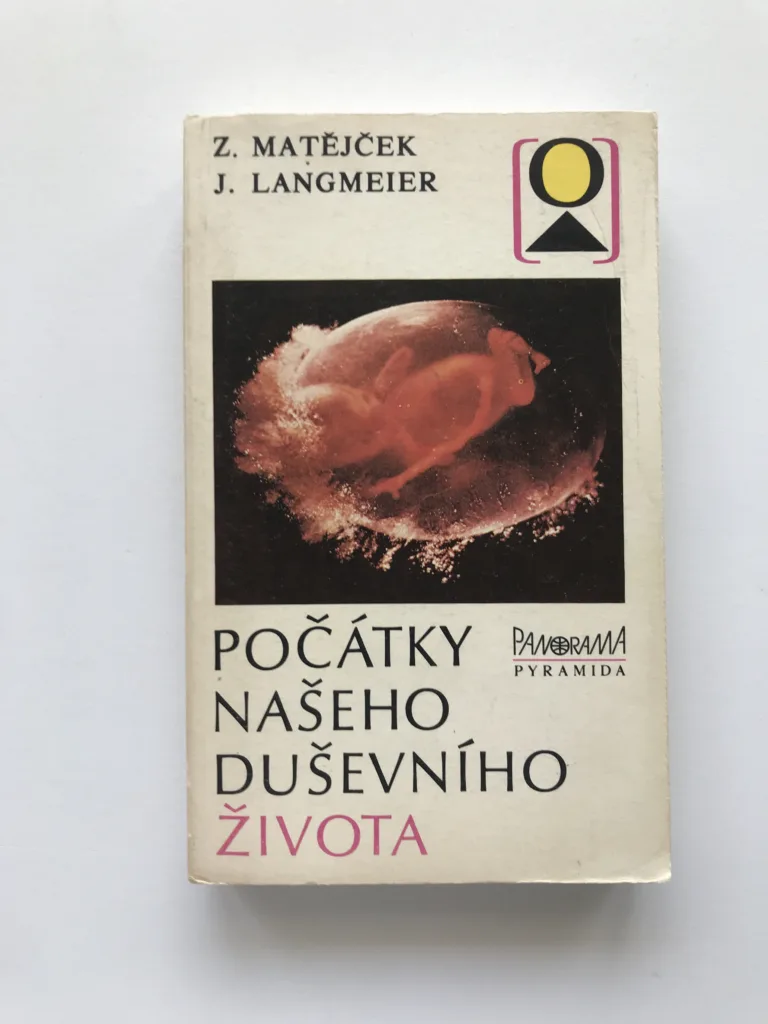 Z. MATĚJČEK
J. LANGMEIER
POČÁTKY
NAŠEHO
DUŠEVNÍHO
ŽIVOTA
PANORAMA
PYRAMIDA